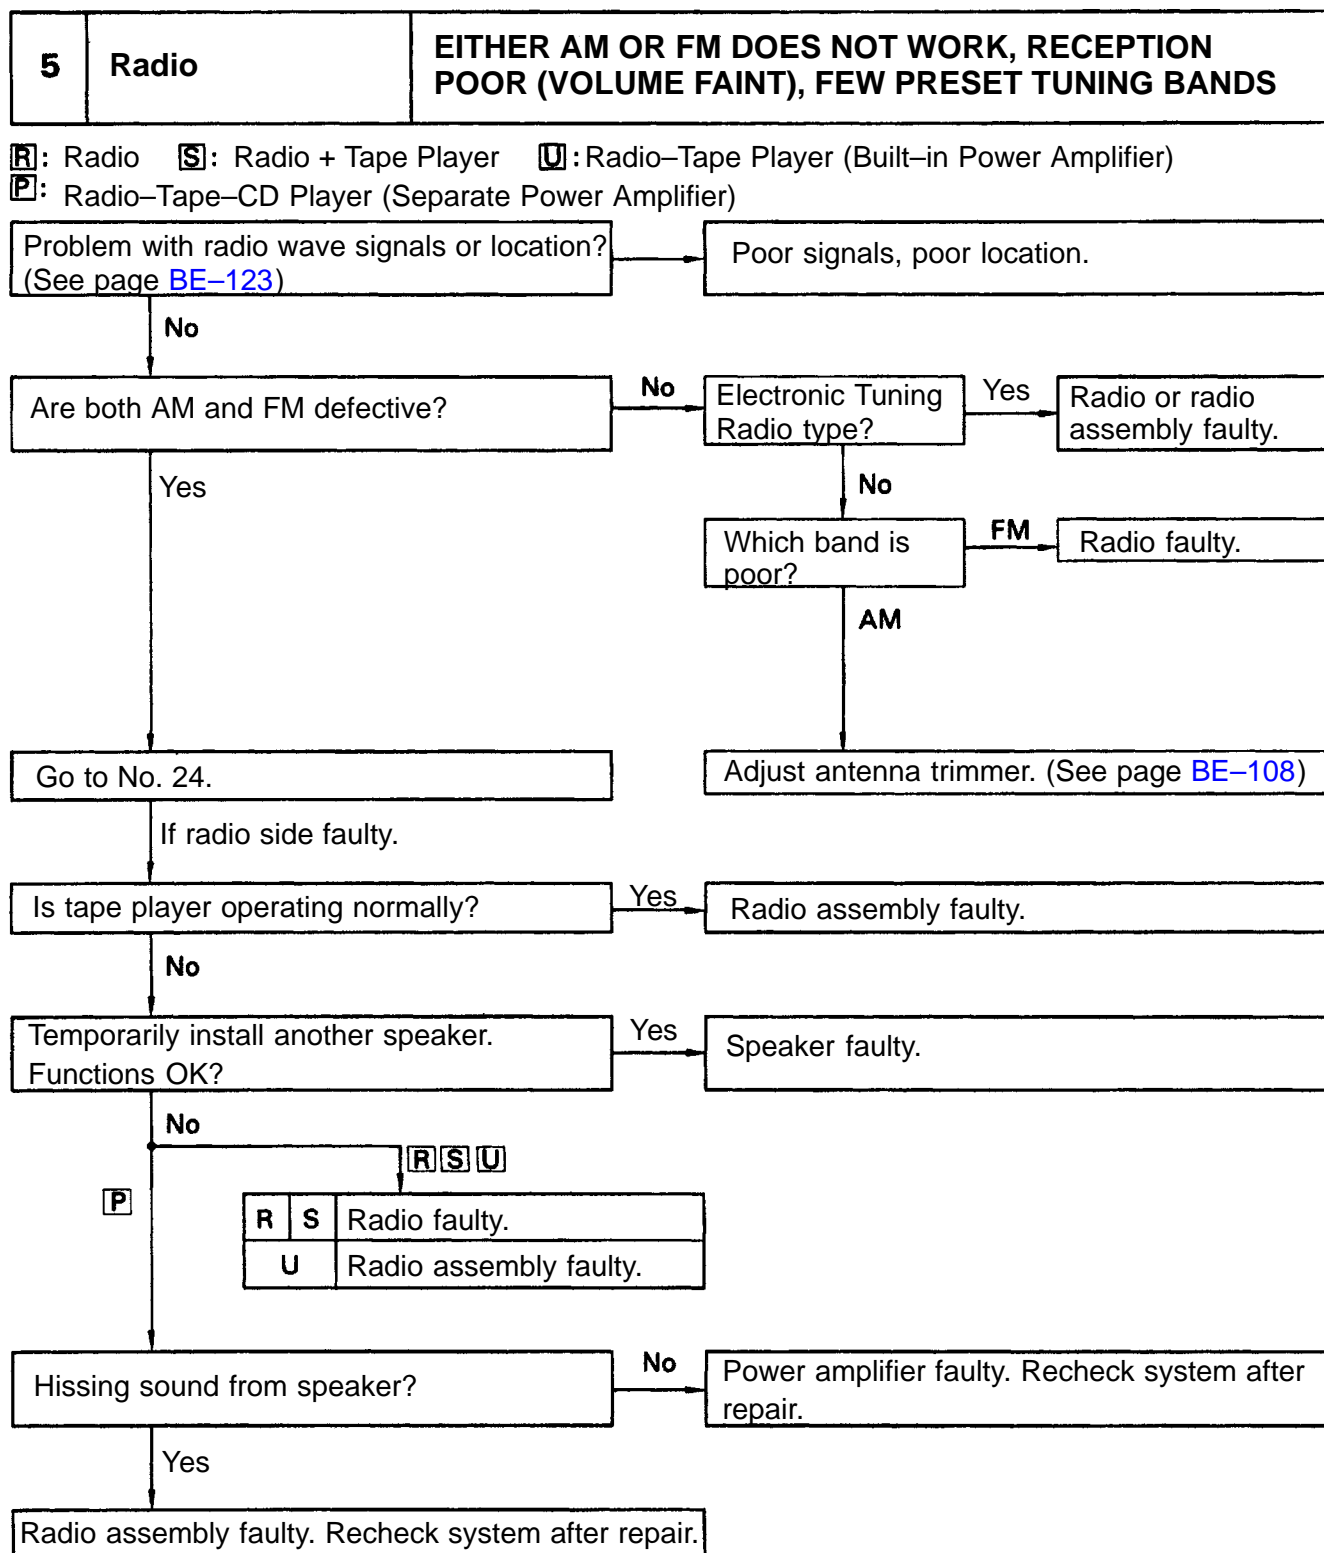 5
Radio
EITHER AM OR FM DOES NOT WORK, RECEPTION
POOR (VOLUME FAINT), FEW PRESET TUNING BANDS
R: Radio S: Radio + Tape Player U: Radio–Tape Player (Built–in Power Amplifier)
P: Radio–Tape–CD Player (Separate Power Amplifier)
Problem with radio wave signals or location?
(See page BE–123)
Poor signals, poor location.
No
Are both AM and FM defective?
No
Electronic Tuning
Radio type?
Yes
Radio or radio
assembly faulty.
Yes
No
Which band is
poor?
FM
Radio faulty.
AM
Go to No. 24.
Adjust antenna trimmer. (See page BE–108)
If radio side faulty.
Is tape player operating normally?
Yes
Radio assembly faulty.
No
Temporarily install another speaker.
Functions OK?
Yes
Speaker faulty.
No
R S U
P
R S Radio faulty.
U Radio assembly faulty.
Hissing sound from speaker?
No
Power amplifier faulty. Recheck system after
repair.
Yes
Radio assembly faulty. Recheck system after repair.